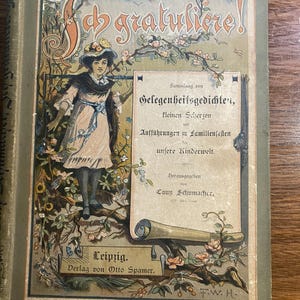 Ich gratuliere!
Sammlung von
Gelegenheitsgedichten,
kleinen Scherzen
und
Aufführungen zu Familienfesten
für
unsere Kinderwelt
Herausgegeben
von
Tony Schumacher.
Leipzig.
Verlag von Otto Spamer.
F.W.H.